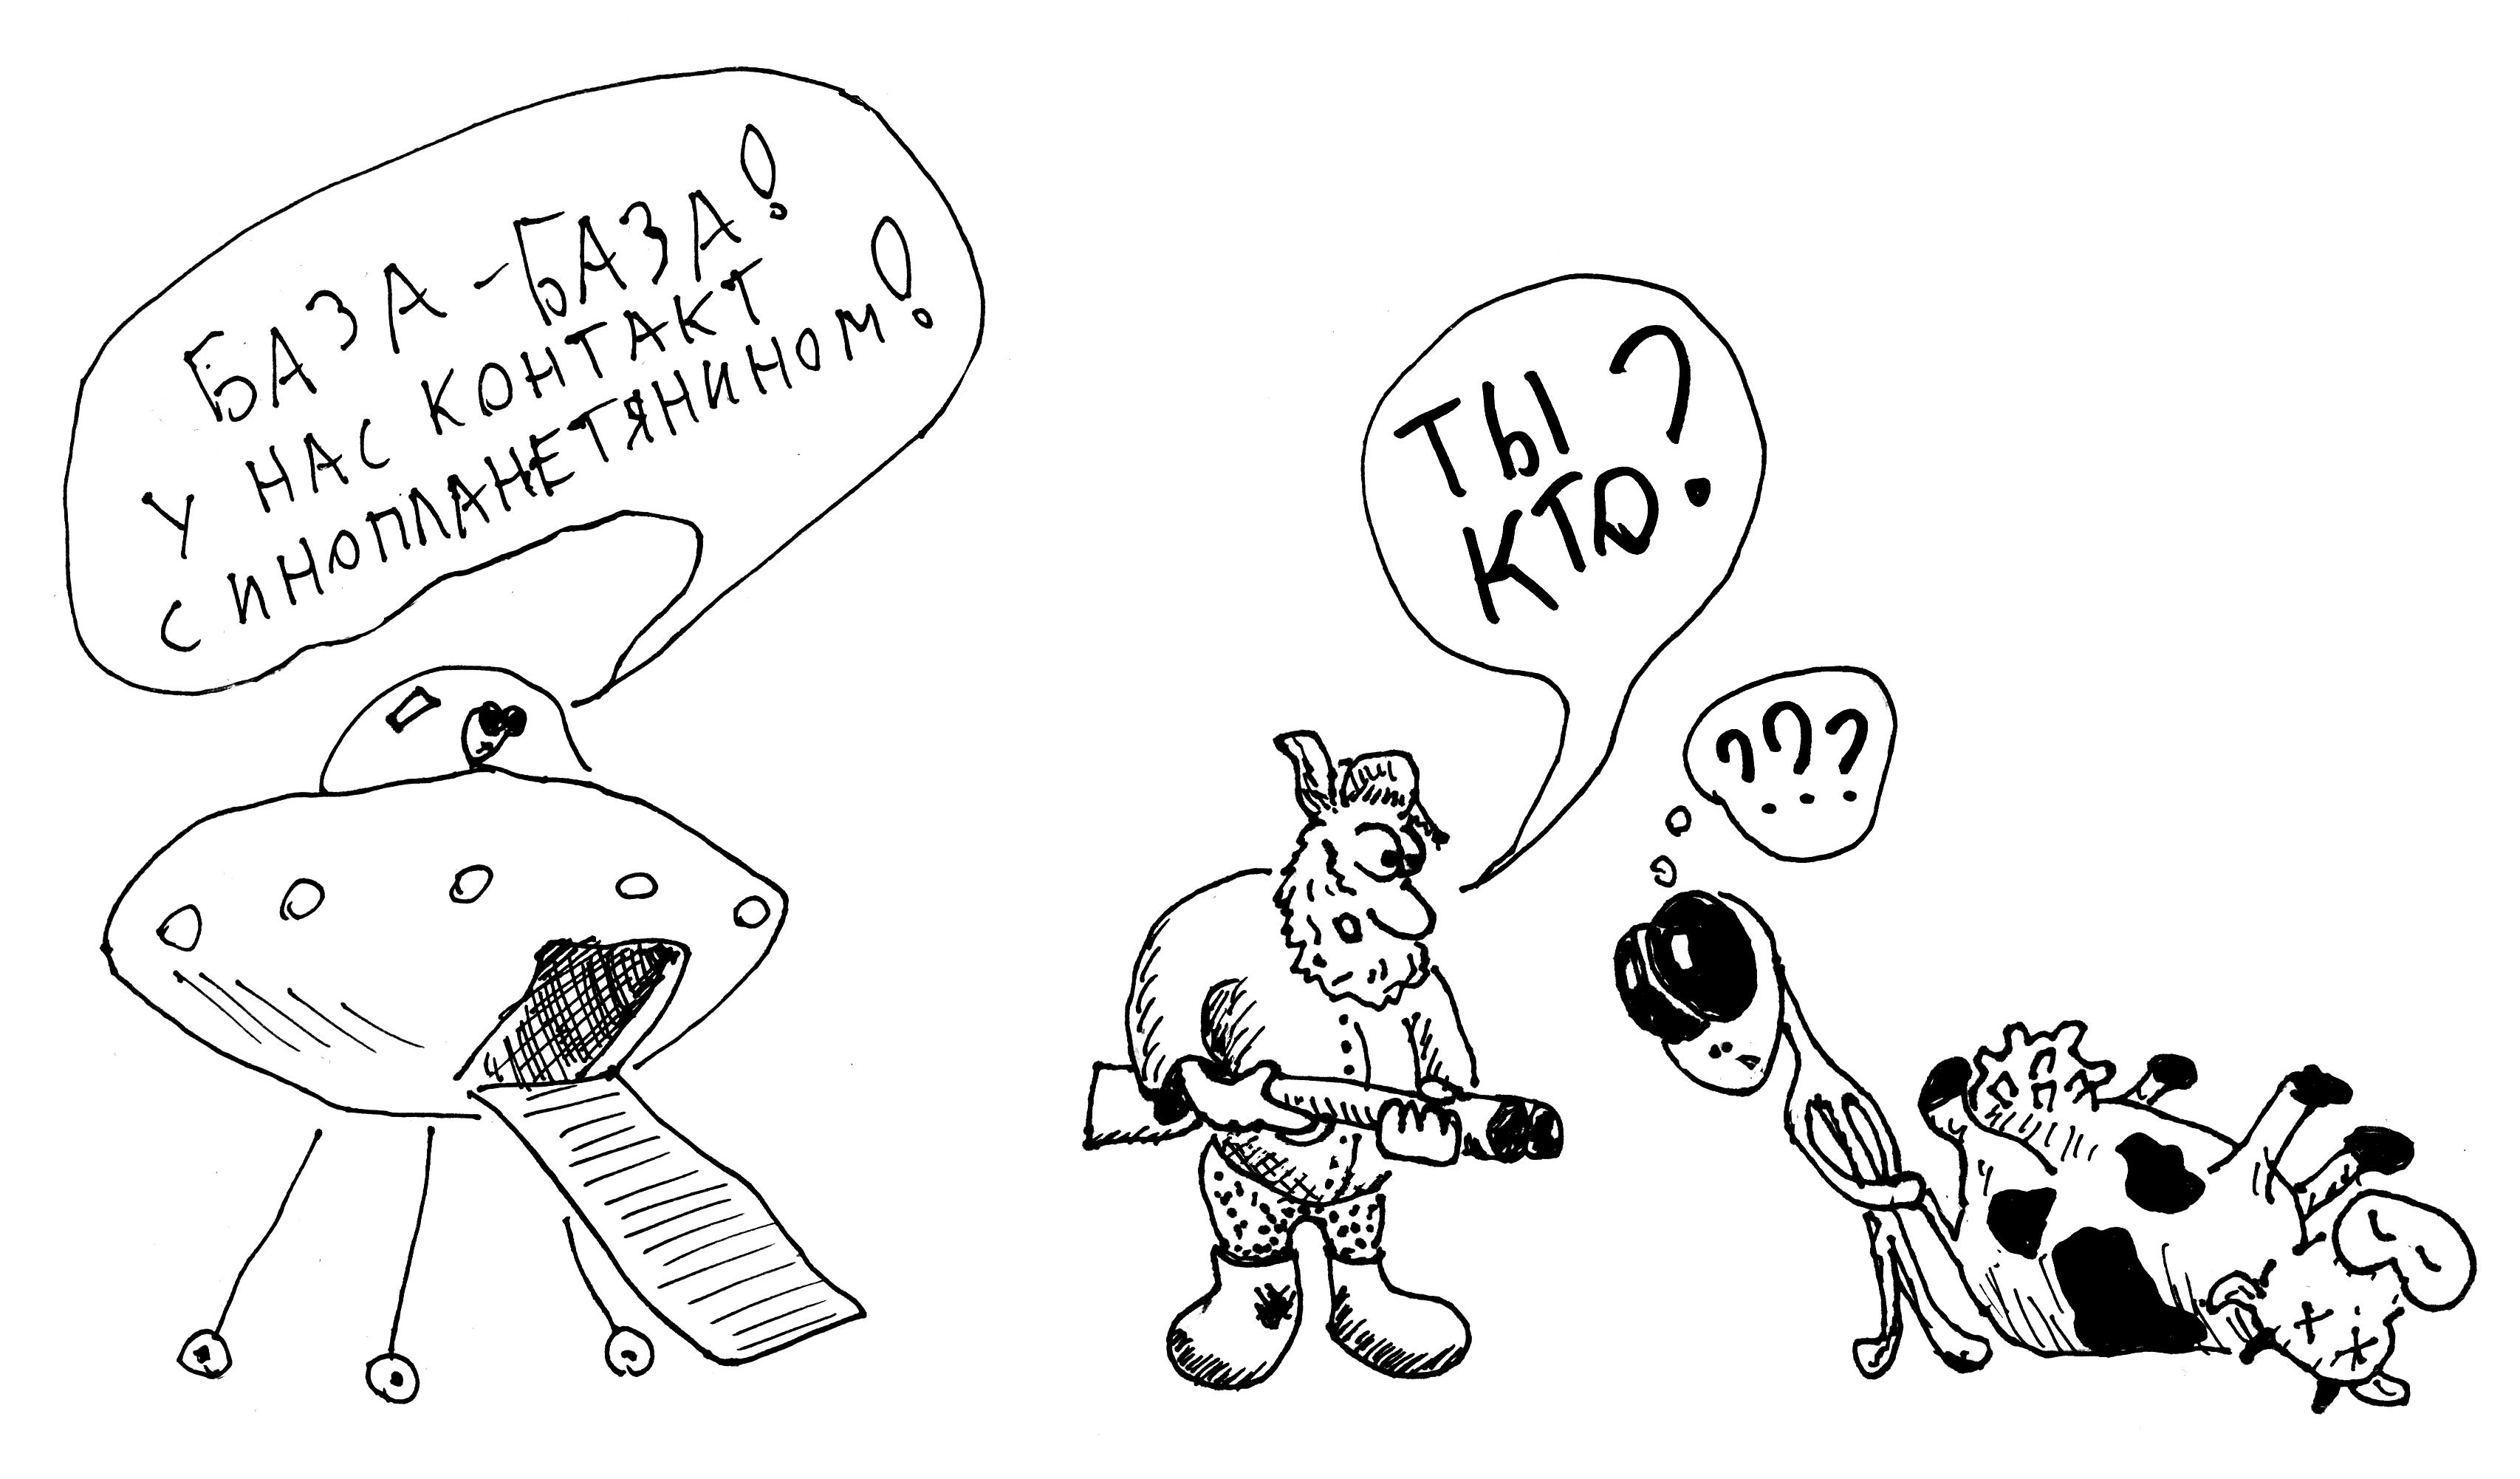 БАЗА-БАЗА!
У НАС КОНТАКТ
С ИНОПЛАНЕТЯНИНОМ!
ТЫ
КТО?
???